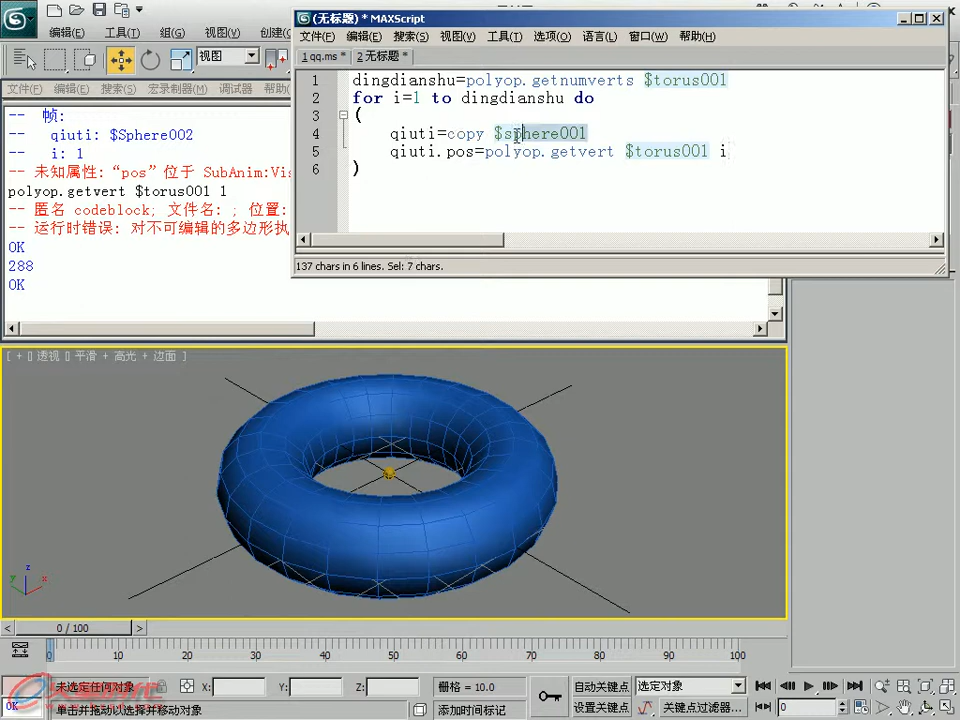 (无标题) * MAXScript
文件(F) 编辑(E) 搜索(S) 视图(V) 工具(T) 选项(O) 语言(L) 窗口(W) 帮助(H)
1 qq.ms * 2 无标题 *
1 dingdianshu=polyop.getnumverts $torus001
2 for i=1 to dingdianshu do
3 (
4 qiuti=copy $sphere001
5 qiuti.pos=polyop.getvert $torus001 i
6 )
137 chars in 6 lines. Sel: 7 chars.
编辑(E) 工具(T) 组(G) 视图(V) 创建(
视图
文件(F) 编辑(E) 搜索(S) 宏录制器(M) 调试器 帮助
-- 帧:
-- qiuti: $Sphere002
-- i: 1
-- 未知属性: “pos” 位于 SubAnim:Vis
polyop.getvert $torus001 1
-- 匿名 codeblock; 文件名: ; 位置:
-- 运行时错误: 对不可编辑的多边形执
OK
288
OK
[ + [] 透视 [] 平滑 + 高光 + 边面 ]
z
y
x
< 0 / 100 >
0 10 20 30 40 50 60 70 80 90 100
未选定任何对象 X: Y: Z: 栅格 = 10.0 自动关键点 选定对象
OK 单击并拖动以选择并移动对象 添加时间标记 设置关键点 关键点过滤器... 0